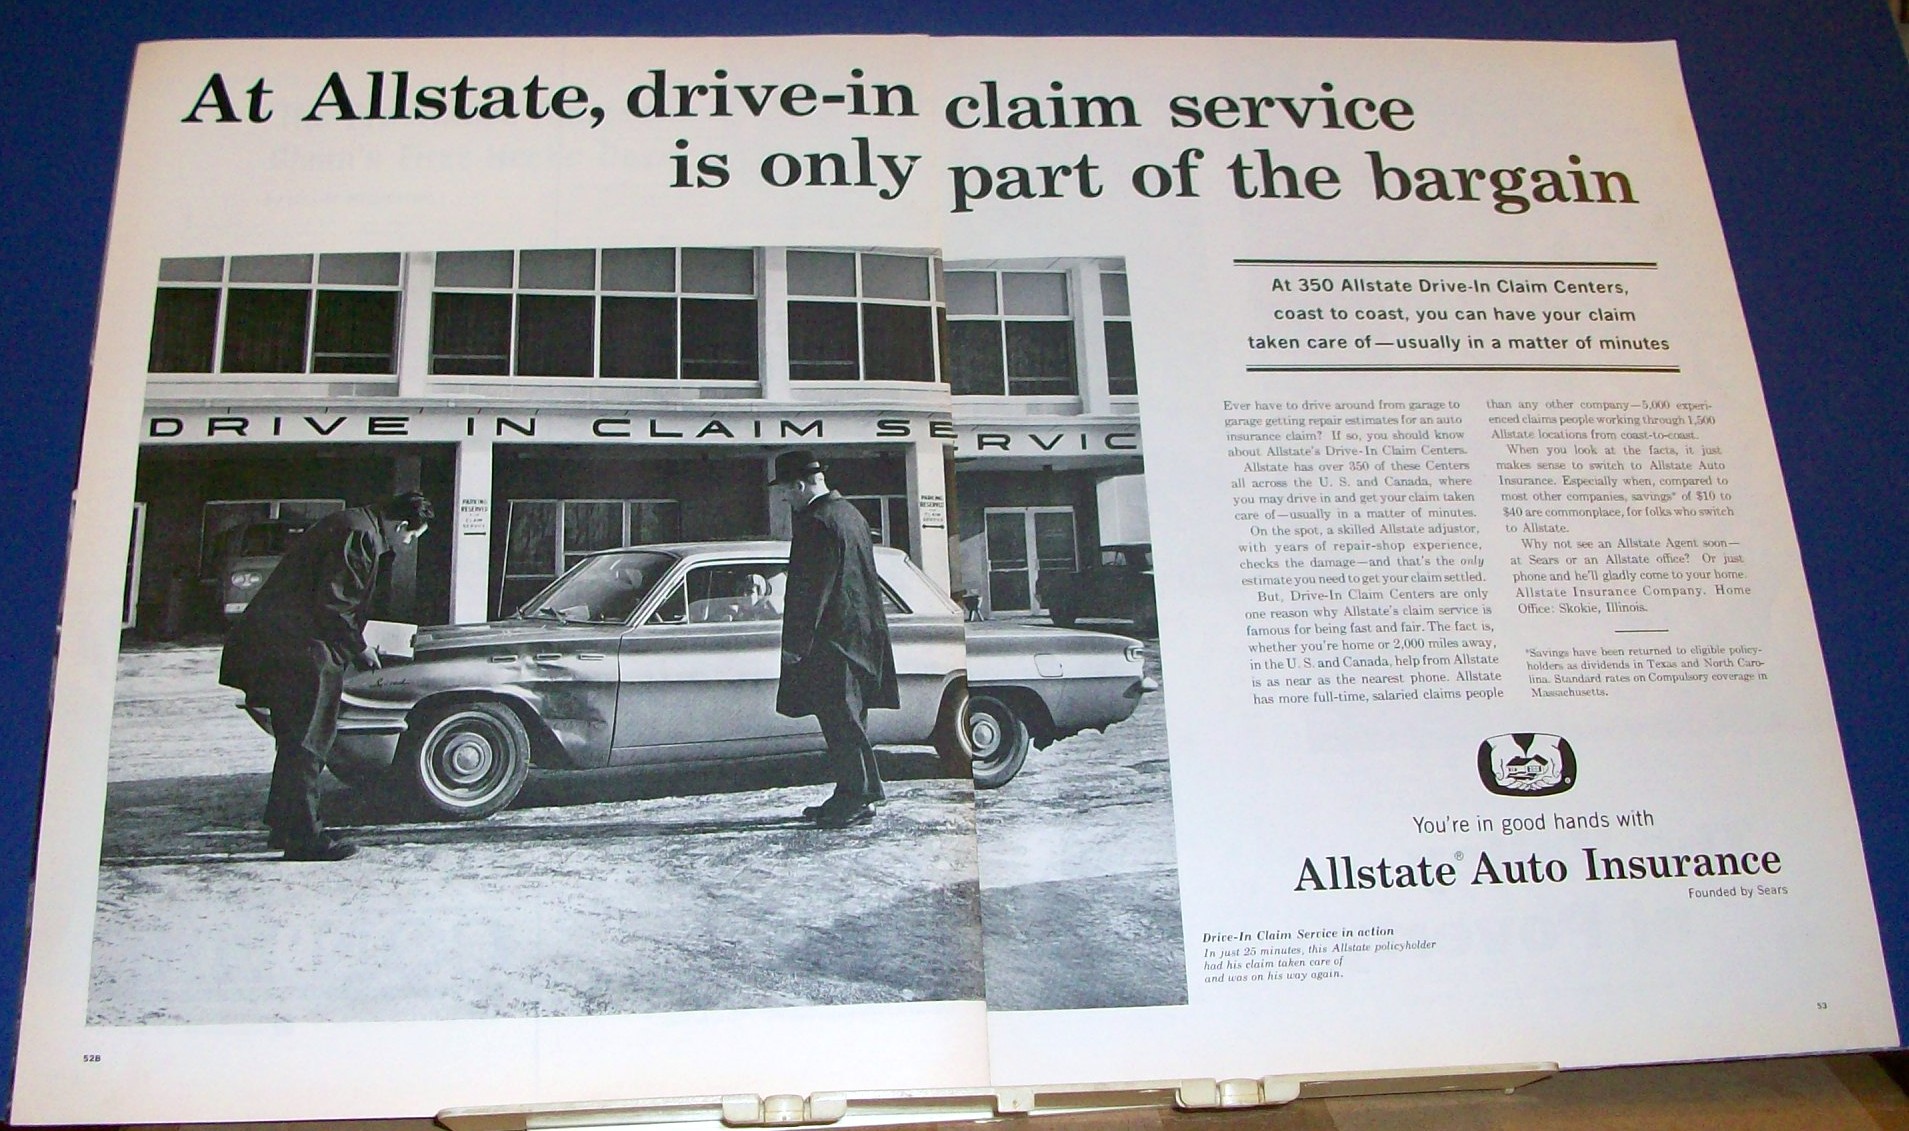 At Allstate, drive-in claim service
is only part of the bargain
DRIVE IN CLAIM SERVIC
PARKING
RESERVED
CLAIM
SERVICE
PARKING
RESERVED
At 350 Allstate Drive-In Claim Centers,
coast to coast, you can have your claim
taken care of—usually in a matter of minutes
Ever have to drive around from garage to
garage getting repair estimates for an auto
insurance claim? If so, you should know
about Allstate's Drive-In Claim Centers.
Allstate has over 350 of these Centers
all across the U. S. and Canada, where
you may drive in and get your claim taken
care of—usually in a matter of minutes.
On the spot, a skilled Allstate adjustor,
with years of repair-shop experience,
checks the damage—and that's the only
estimate you need to get your claim settled.
But, Drive-In Claim Centers are only
one reason why Allstate's claim service is
famous for being fast and fair. The fact is,
whether you're home or 2,000 miles away,
in the U. S. and Canada, help from Allstate
is as near as the nearest phone. Allstate
has more full-time, salaried claims people
than any other company—5,000 experi-
enced claims people working through 1,500
Allstate locations from coast-to-coast.
When you look at the facts, it just
makes sense to switch to Allstate Auto
Insurance. Especially when, compared to
most other companies, savings* of $10 to
$40 are commonplace, for folks who switch
to Allstate.
Why not see an Allstate Agent soon—
at Sears or an Allstate office? Or just
phone and he'll gladly come to your home.
Allstate Insurance Company. Home
Office: Skokie, Illinois.
*Savings have been returned to eligible policy-
holders as dividends in Texas and North Caro-
lina. Standard rates on Compulsory coverage in
Massachusetts.
You're in good hands with
Allstate® Auto Insurance
Founded by Sears
Drive-In Claim Service in action
In just 25 minutes, this Allstate policyholder
had his claim taken care of
and was on his way again.
52B
53